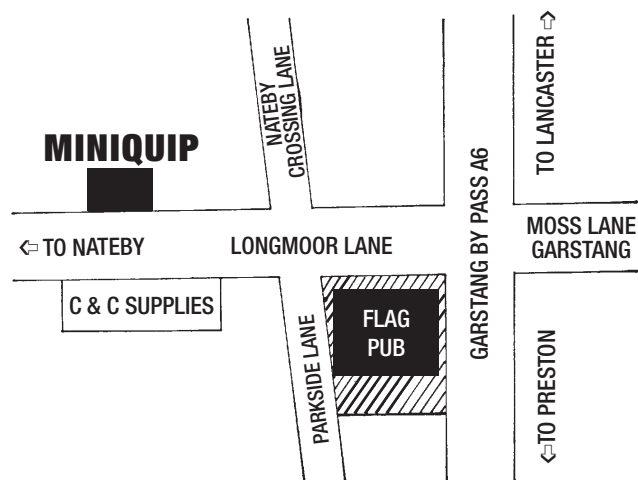 NATEBY
CROSSING LANE
TO LANCASTER
MINIQUIP
TO NATEBY
LONGMOOR LANE
GARSTANG BY PASS A6
MOSS LANE
GARSTANG
C & C SUPPLIES
FLAG
PUB
PARKSIDE LANE
TO PRESTON